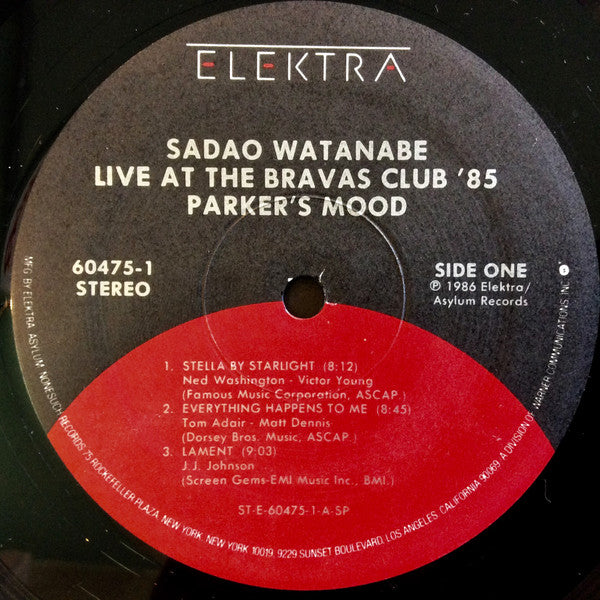 ELEKTRA
SADAO WATANABE
LIVE AT THE BRAVAS CLUB '85
PARKER'S MOOD
60475-1
STEREO
SIDE ONE
℗ 1986 Elektra/
Asylum Records
1. STELLA BY STARLIGHT (8:12)
Ned Washington - Victor Young
(Famous Music Corporation, ASCAP.)
2. EVERYTHING HAPPENS TO ME (8:45)
Tom Adair - Matt Dennis
(Dorsey Bros. Music, ASCAP.)
3. LAMENT (9:03)
J.J. Johnson
(Screen Gems-EMI Music Inc., BMI.)
ST-E-60475-1-A-SP
MFG. BY ELEKTRA ASYLUM NONESUCH RECORDS, 75 ROCKEFELLER PLAZA, NEW YORK, NEW YORK 10019. 9229 SUNSET BOULEVARD, LOS ANGELES, CALIFORNIA 90069. A DIVISION OF WARNER COMMUNICATIONS INC.